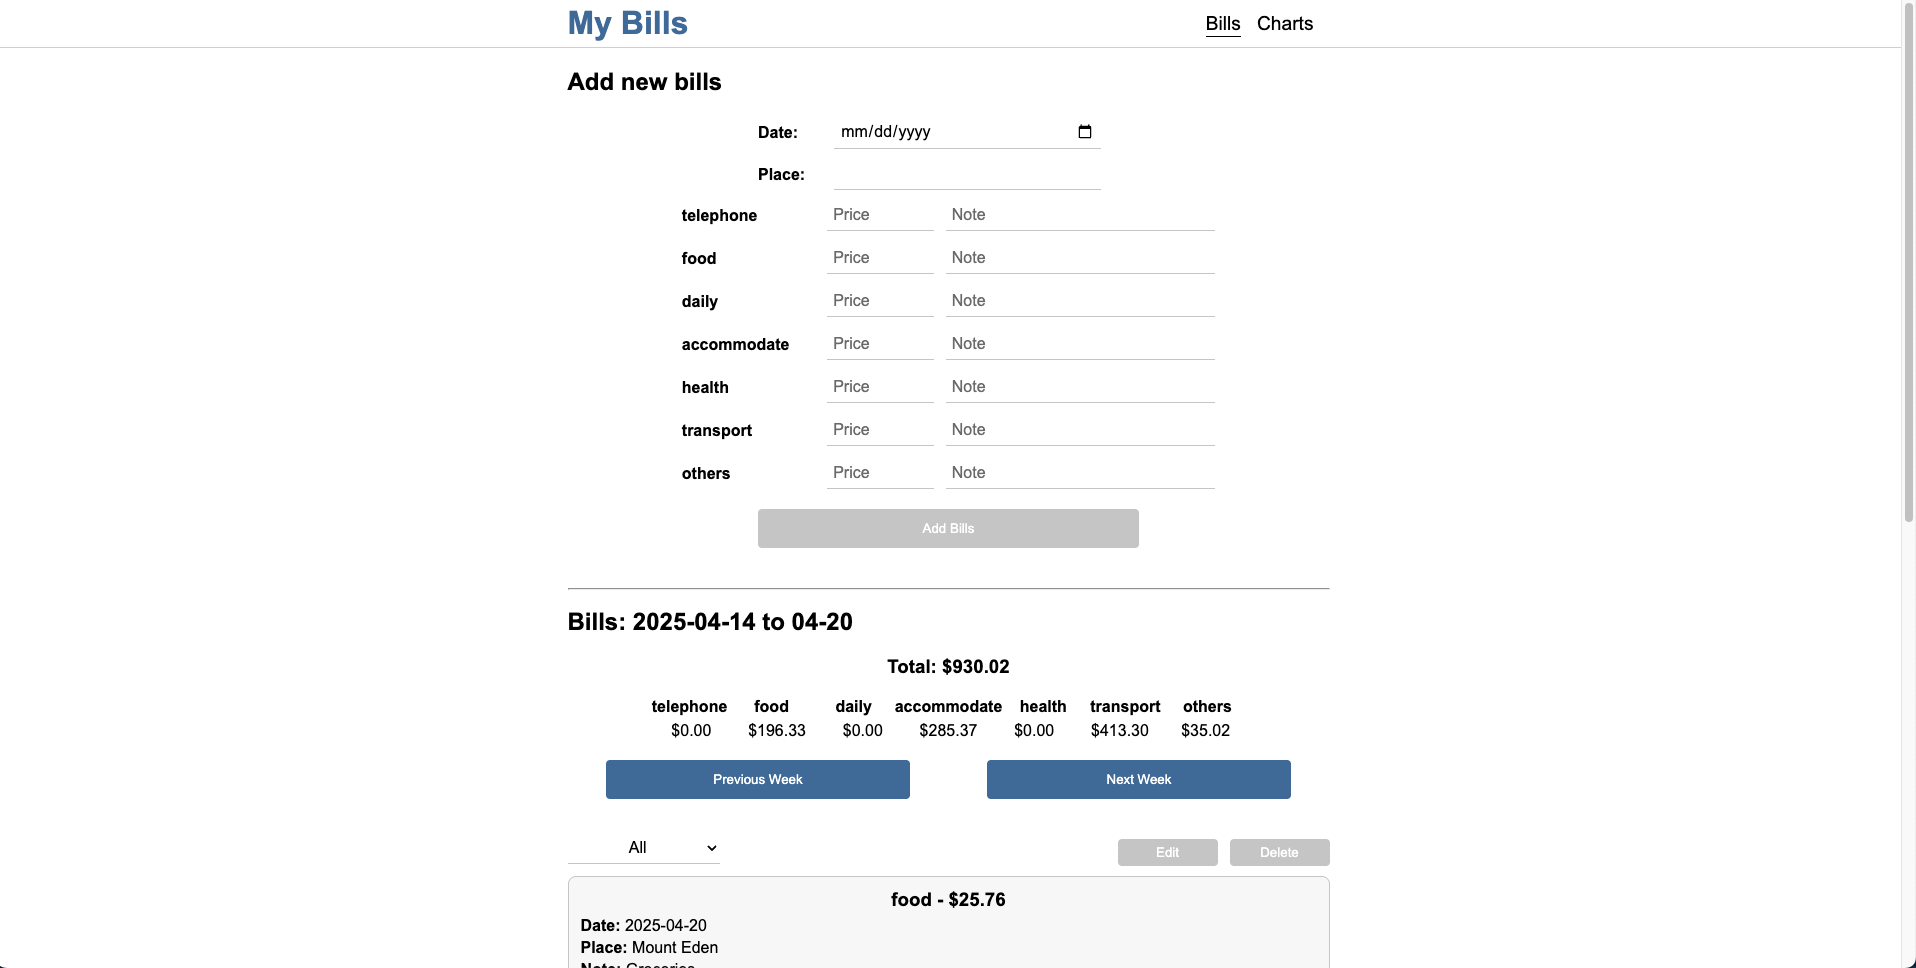 My Bills
Bills Charts
Add new bills
Date: mm/dd/yyyy
Place:
telephone Price Note
food Price Note
daily Price Note
accommodate Price Note
health Price Note
transport Price Note
others Price Note
Add Bills
Bills: 2025-04-14 to 04-20
Total: $930.02
telephone food daily accommodate health transport others
$0.00 $196.33 $0.00 $285.37 $0.00 $413.30 $35.02
Previous Week Next Week
All Edit Delete
food - $25.76
Date: 2025-04-20
Place: Mount Eden
Note: Groceries